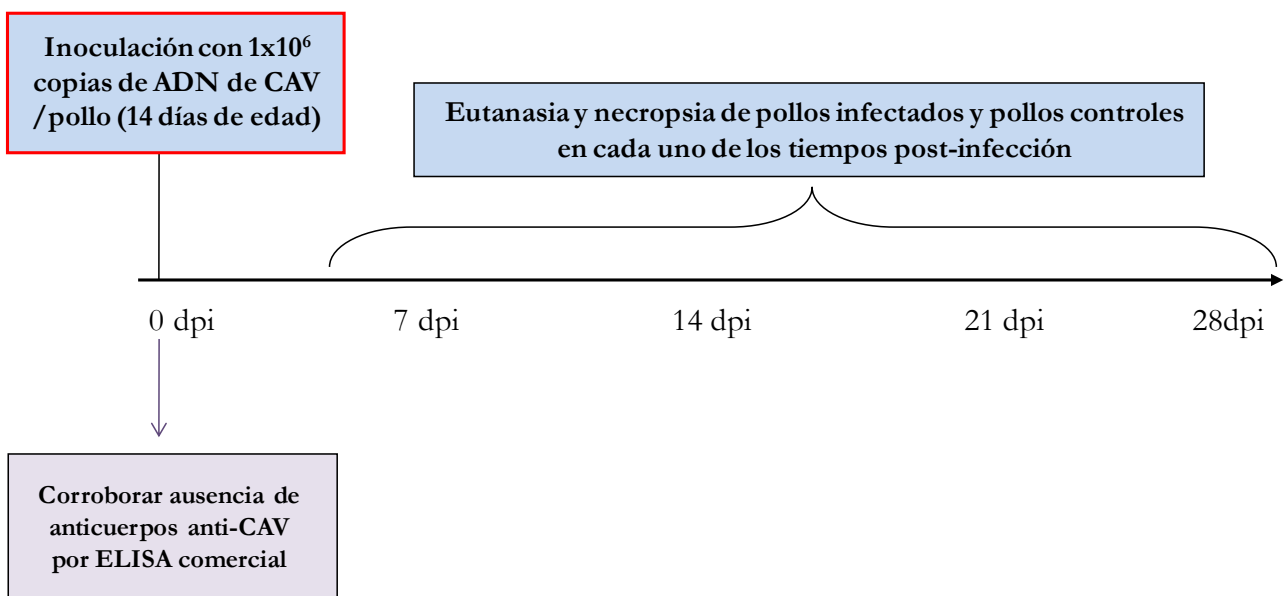 Inoculación con 1x10⁶
copias de ADN de CAV
/pollo (14 días de edad)
Eutanasia y necropsia de pollos infectados y pollos controles
en cada uno de los tiempos post-infección
0 dpi
7 dpi
14 dpi
21 dpi
28dpi
Corroborar ausencia de
anticuerpos anti-CAV
por ELISA comercial